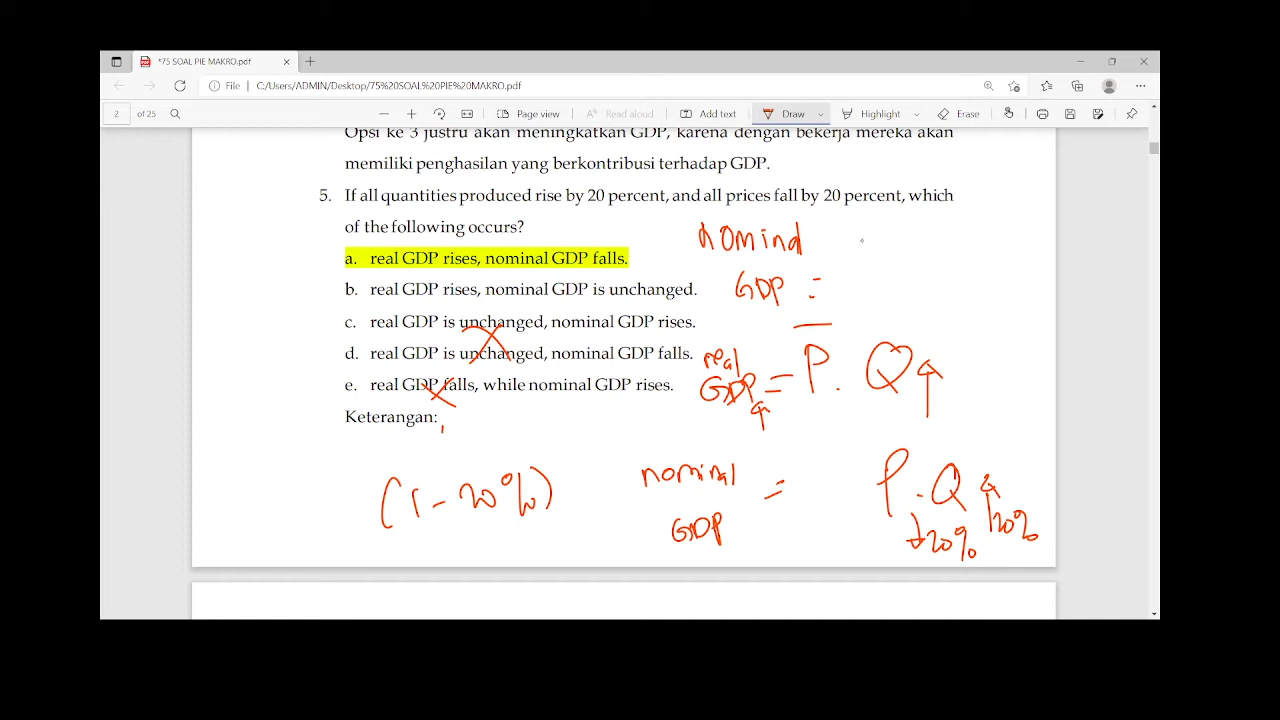 *75 SOAL PIE MAKRO.pdf
File C:/Users/ADMIN/Desktop/75%20SOAL%20PIE%20MAKRO.pdf
2 of 25 Page view Read aloud Add text Draw Highlight Erase
Opsi ke 3 justru akan meningkatkan GDP, karena dengan bekerja mereka akan
memiliki penghasilan yang berkontribusi terhadap GDP.
5. If all quantities produced rise by 20 percent, and all prices fall by 20 percent, which
of the following occurs?
a. real GDP rises, nominal GDP falls.
b. real GDP rises, nominal GDP is unchanged.
c. real GDP is unchanged, nominal GDP rises.
d. real GDP is unchanged, nominal GDP falls.
e. real GDP falls, while nominal GDP rises.
Keterangan:
nominal
GDP =
real
GDP ↑ = P . Q ↑
(1 - 20%)
nominal
GDP
= P . Q
↓20% ↑20%